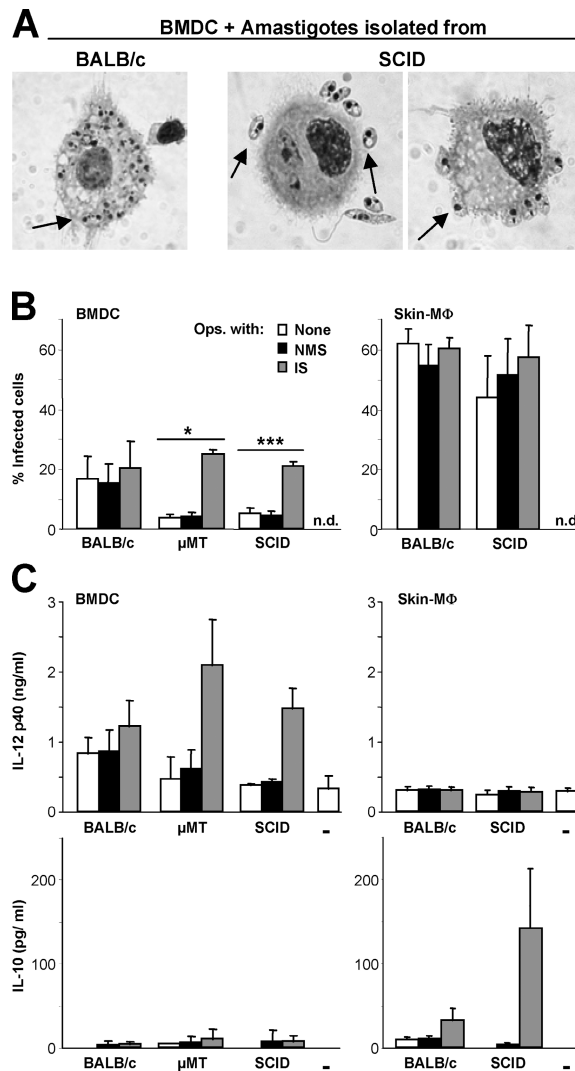 A
BMDC + Amastigotes isolated from
BALB/c SCID
B
BMDC Skin-MΦ
Ops. with: None
NMS
IS
% Infected cells
60
40
20
0
* ***
n.d.
BALB/c µMT SCID
60
40
20
0
n.d
BALB/c SCID
C
BMDC Skin-MΦ
IL-12 p40 (ng/ml)
3
2
1
0
BALB/c µMT SCID -
3
2
1
0
BALB/c SCID -
IL-10 (pg/ ml)
200
100
0
BALB/c µMT SCID -
200
100
0
BALB/c SCID -